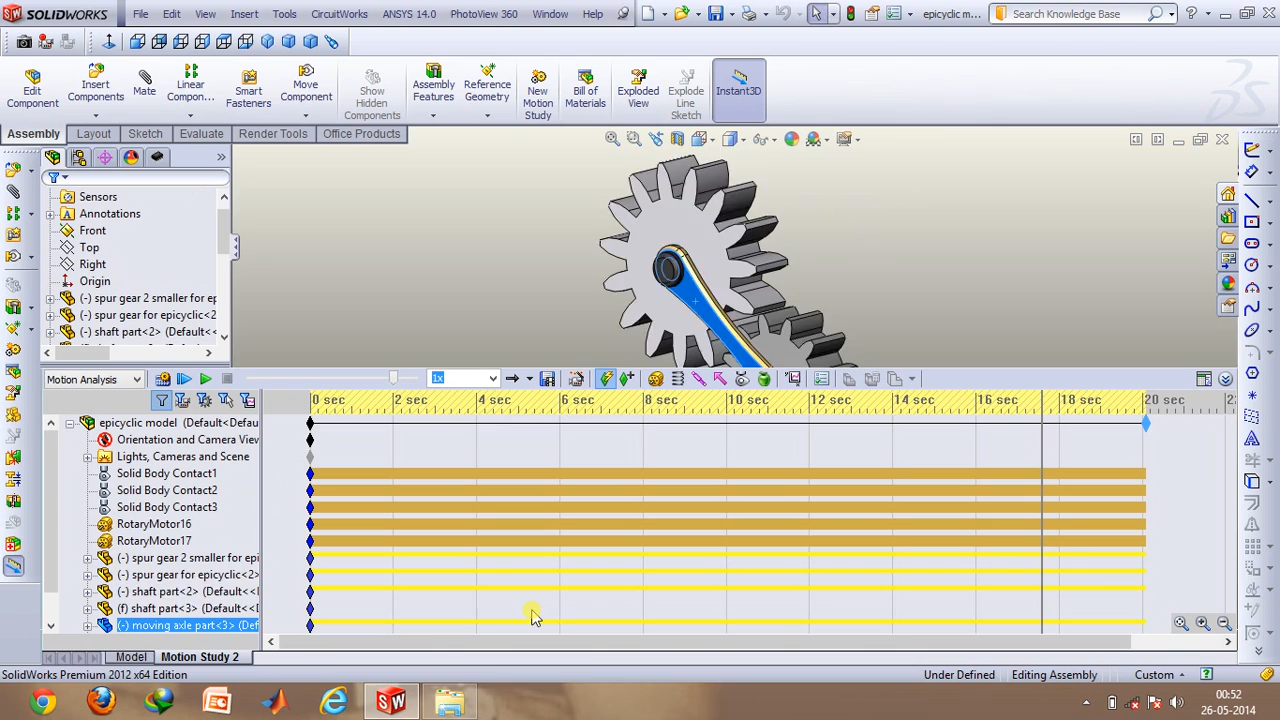 SOLIDWORKS File Edit View Insert Tools CircuitWorks ANSYS 14.0 PhotoView 360 Window Help epicyclic m... Search Knowledge Base
Edit Component
Insert Components
Mate
Linear Compon...
Smart Fasteners
Move Component
Show Hidden Components
Assembly Features
Reference Geometry
New Motion Study
Bill of Materials
Exploded View
Explode Line Sketch
Instant3D
Assembly Layout Sketch Evaluate Render Tools Office Products
Sensors
Annotations
Front
Top
Right
Origin
(-) spur gear 2 smaller for ep
(-) spur gear for epicyclic<2
(-) shaft part<2> (Default<<
Motion Analysis 1x
0 sec 2 sec 4 sec 6 sec 8 sec 10 sec 12 sec 14 sec 16 sec 18 sec 20 sec 22
epicyclic model (Default<Defau
Orientation and Camera View
Lights, Cameras and Scene
Solid Body Contact1
Solid Body Contact2
Solid Body Contact3
RotaryMotor16
RotaryMotor17
(-) spur gear 2 smaller for ep
(-) spur gear for epicyclic<2>
(-) shaft part<2> (Default<<
(f) shaft part<3> (Default<<D
(-) moving axle part<3> (Def
Model Motion Study 2
SolidWorks Premium 2012 x64 Edition Under Defined Editing Assembly Custom
00:52
26-05-2014